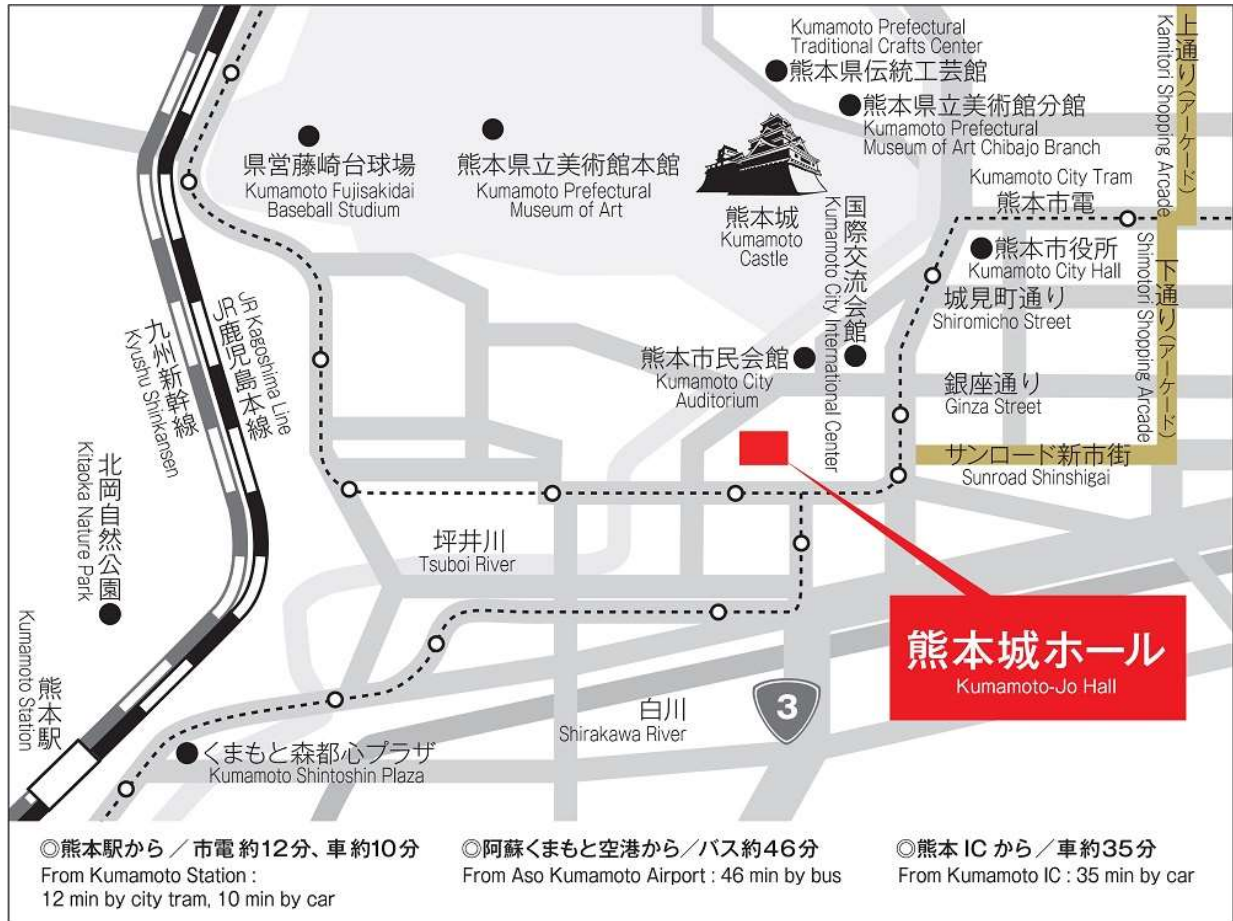 Kumamoto Prefectural
Traditional Crafts Center
熊本県伝統工芸館
熊本県立美術館分館
Kumamoto Prefectural
Museum of Art Chibajo Branch
上通り(アーケード)
Kamitori Shopping Arcade
県営藤崎台球場
Kumamoto Fujisakidai
Baseball Studium
熊本県立美術館本館
Kumamoto Prefectural
Museum of Art
熊本城
Kumamoto
Castle
国際交流会館
Kumamoto City International Center
Kumamoto City Tram
熊本市電
熊本市役所
Kumamoto City Hall
城見町通り
Shiromicho Street
下通り(アーケード)
Shimotori Shopping Arcade
熊本市民会館
Kumamoto City
Auditorium
銀座通り
Ginza Street
サンロード新市街
Sunroad Shinshigai
JR Kagoshima Line
JR鹿児島本線
九州新幹線
Kyushu Shinkansen
北岡自然公園
Kitaoka Nature Park
坪井川
Tsuboi River
熊本城ホール
Kumamoto-Jo Hall
熊本駅
Kumamoto Station
白川
Shirakawa River
3
くまもと森都心プラザ
Kumamoto Shintoshin Plaza
◎熊本駅から/市電 約12分、車 約10分
From Kumamoto Station :
12 min by city tram, 10 min by car
◎阿蘇くまもと空港から/バス約46分
From Aso Kumamoto Airport : 46 min by bus
◎熊本 IC から/車約35分
From Kumamoto IC : 35 min by car